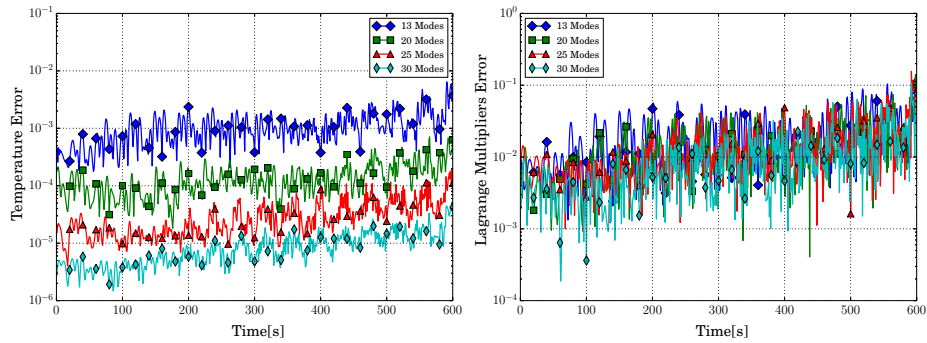 10⁻¹
10⁻²
10⁻³
10⁻⁴
10⁻⁵
10⁻⁶
Temperature Error
13 Modes
20 Modes
25 Modes
30 Modes
0 100 200 300 400 500 600
Time[s]
10⁰
10⁻¹
10⁻²
10⁻³
10⁻⁴
Lagrange Multipliers Error
13 Modes
20 Modes
25 Modes
30 Modes
0 100 200 300 400 500 600
Time[s]